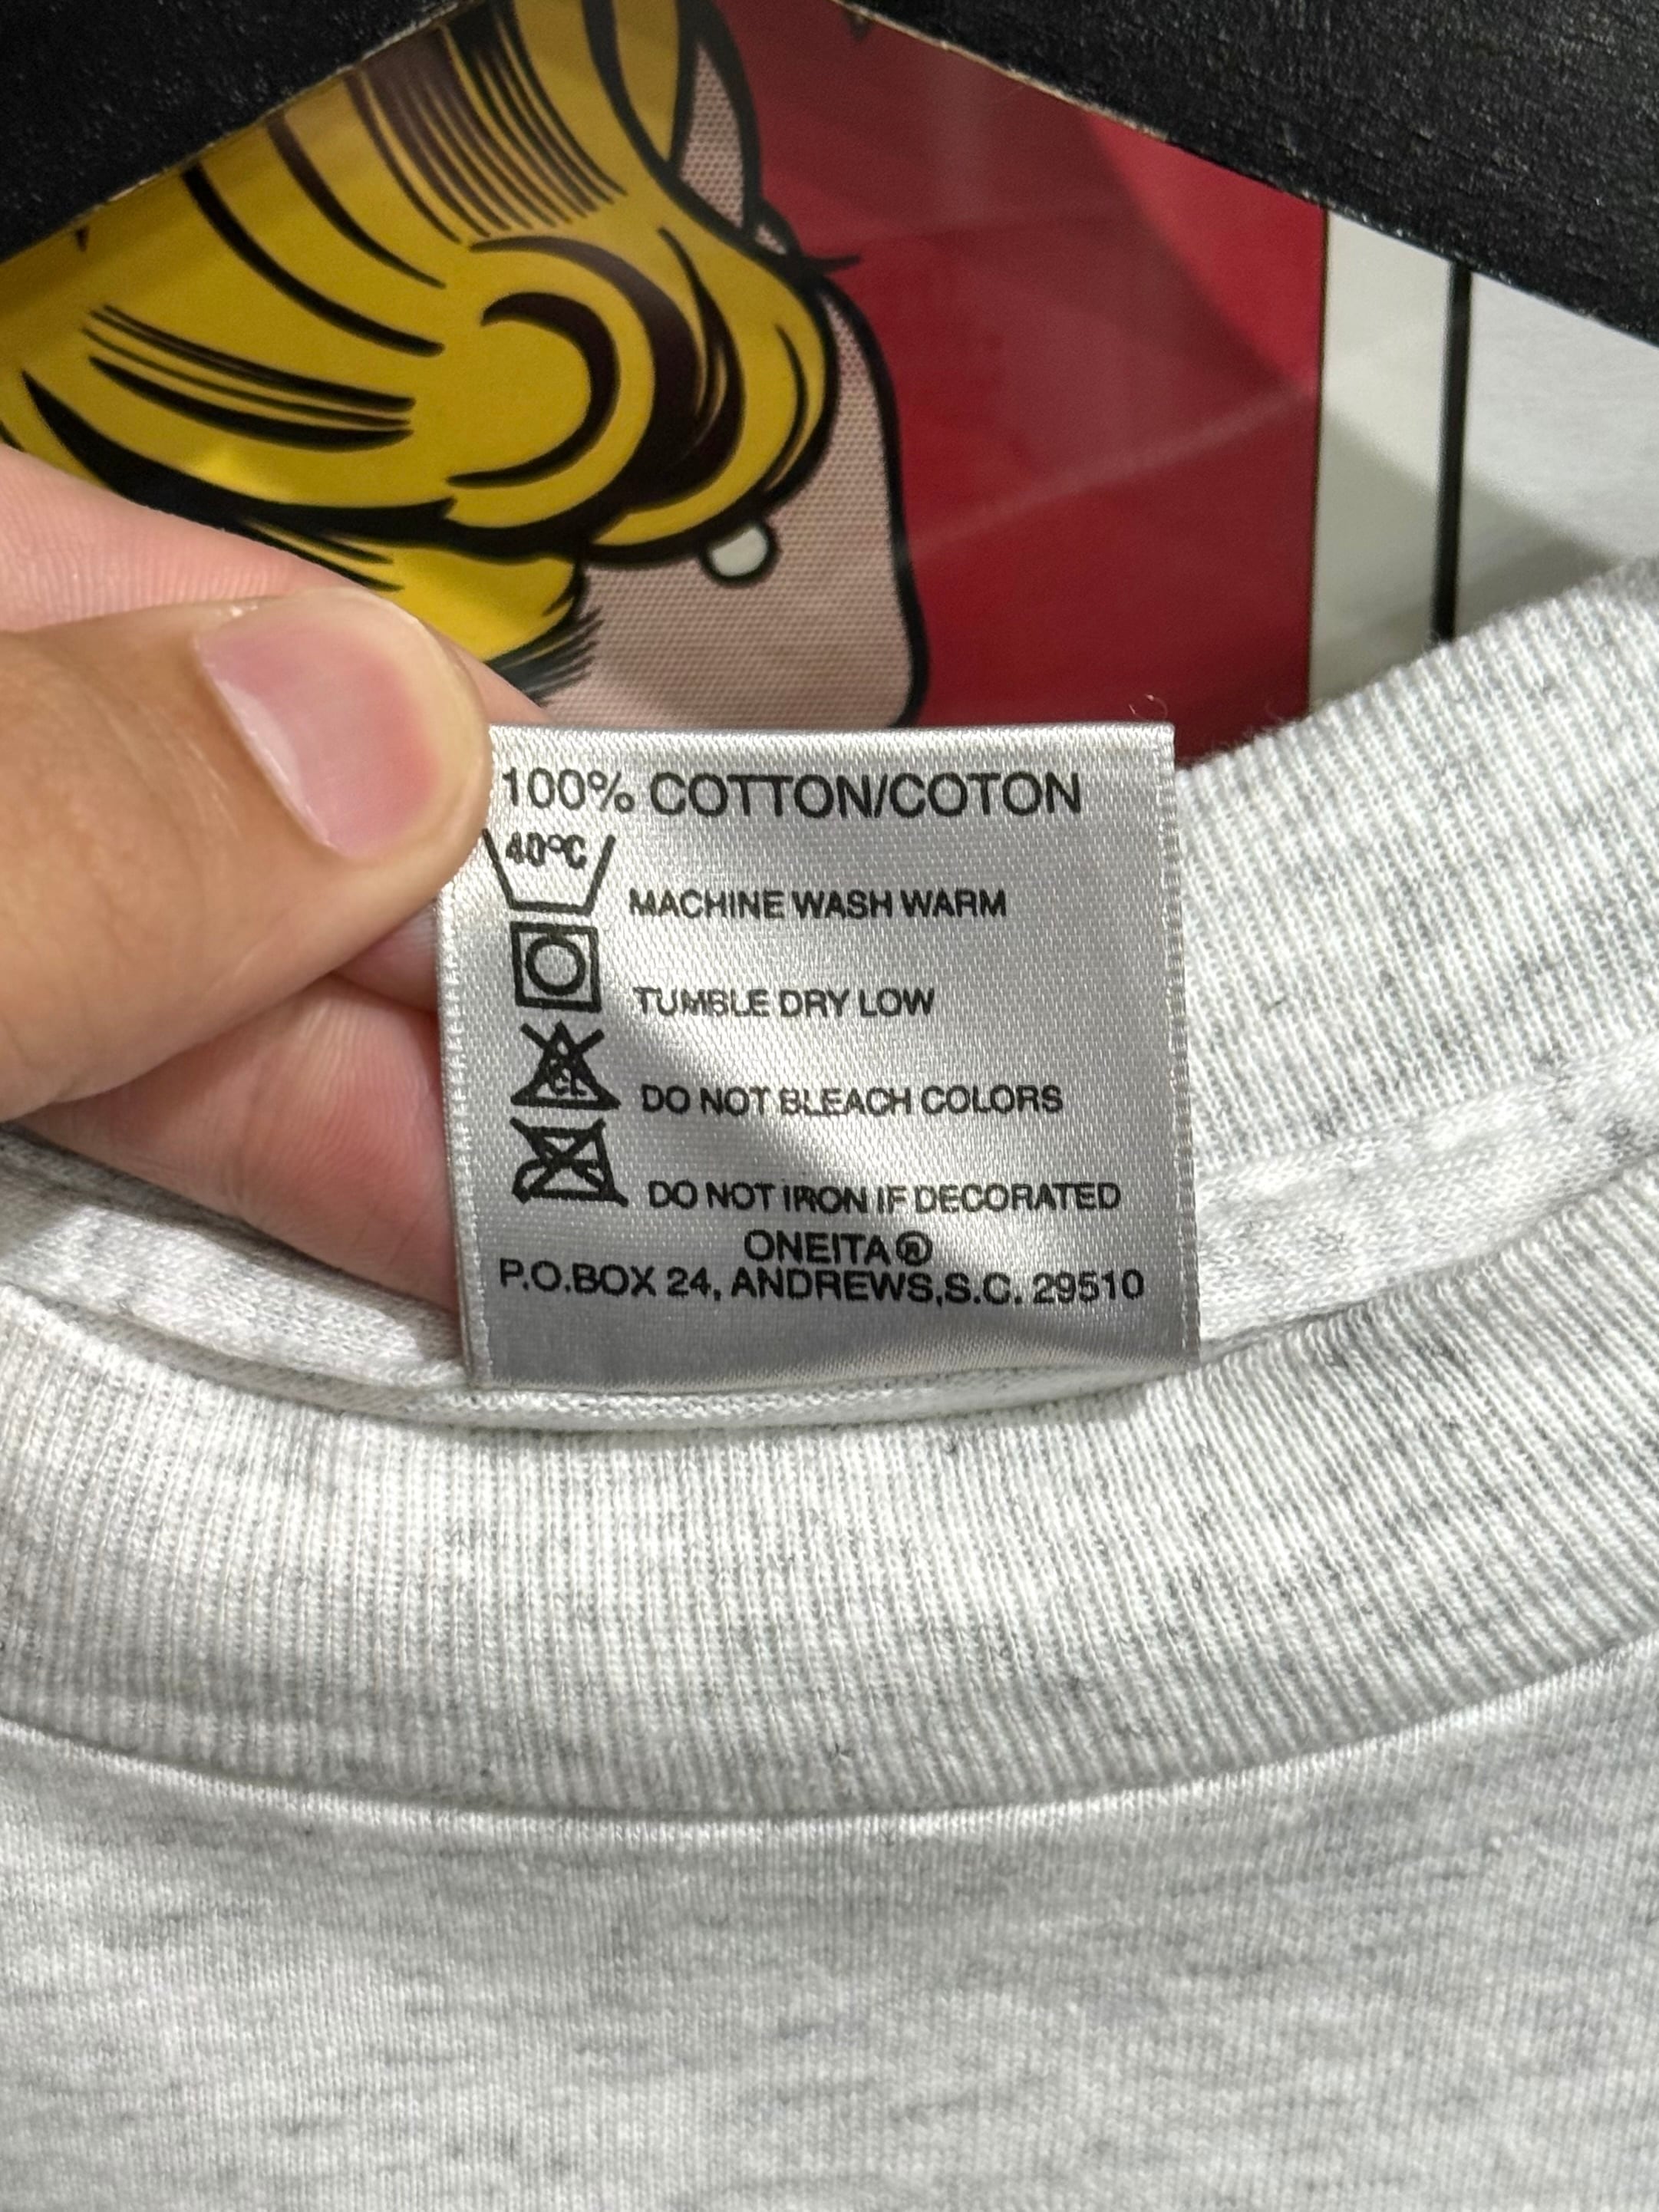 100% COTTON/COTON
40°C
MACHINE WASH WARM
TUMBLE DRY LOW
CL
DO NOT BLEACH COLORS
DO NOT IRON IF DECORATED
ONEITA®
P.O.BOX 24, ANDREWS,S.C. 29510